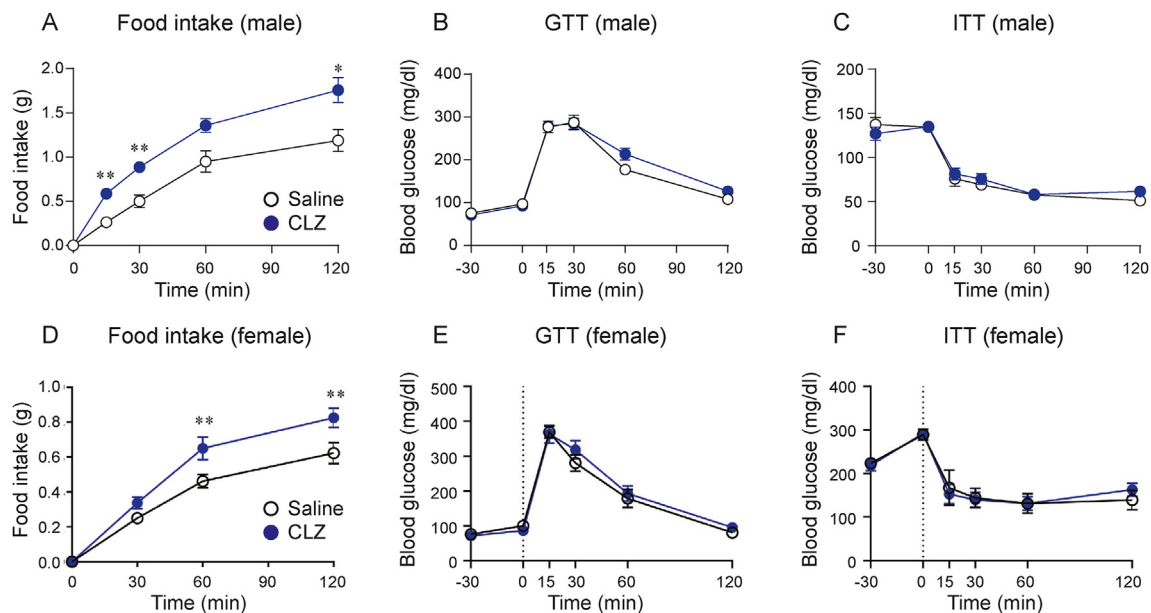 A Food intake (male)
Food intake (g)
2.0
1.5
1.0
0.5
0.0
** ** *
Saline
CLZ
0 30 60 90 120
Time (min)
B GTT (male)
Blood glucose (mg/dl)
400
300
200
100
0
-30 0 15 30 60 90 120
Time (min)
C ITT (male)
Blood glucose (mg/dl)
200
150
100
50
0
-30 0 15 30 60 90 120
Time (min)
D Food intake (female)
Food intake (g)
1.0
0.8
0.6
0.4
0.2
0.0
** **
Saline
CLZ
0 30 60 90 120
Time (min)
E GTT (female)
Blood glucose (mg/dl)
500
400
300
200
100
0
-30 0 15 30 60 120
Time (min)
F ITT (female)
Blood glucose (mg/dl)
400
300
200
100
0
-30 0 15 30 60 120
Time (min)